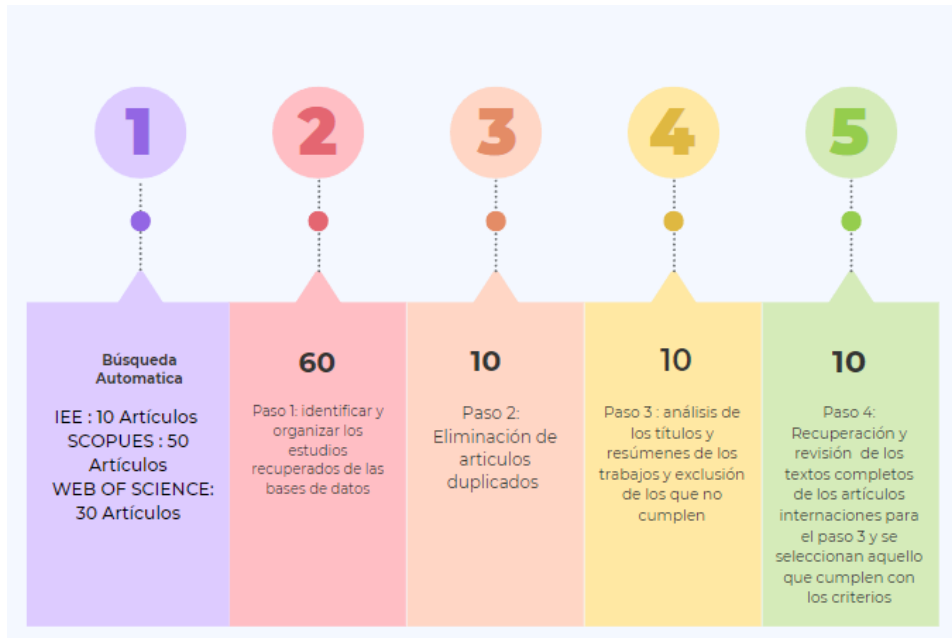 1
2
3
4
5
Búsqueda
Automatica
IEE : 10 Artículos
SCOPUES : 50
Artículos
WEB OF SCIENCE:
30 Artículos
60
Paso 1: identificar y
organizar los
estudios
recuperados de las
bases de datos
10
Paso 2:
Eliminación de
articulos
duplicados
10
Paso 3 : análisis de
los títulos y
resúmenes de los
trabajos y exclusión
de los que no
cumplen
10
Paso 4:
Recuperación y
revisión de los
textos completos
de los artículos
internaciones para
el paso 3 y se
seleccionan aquello
que cumplen con
los criterios